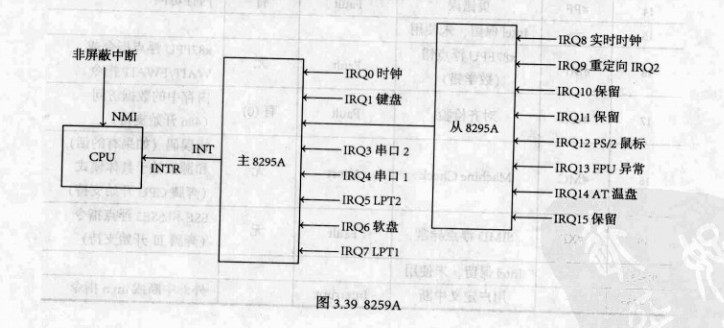 非屏蔽中断
NMI
CPU
INT
INTR
主 8295A
IRQ0 时钟
IRQ1 键盘
IRQ3 串口 2
IRQ4 串口 1
IRQ5 LPT2
IRQ6 软盘
IRQ7 LPT1
从 8295A
IRQ8 实时时钟
IRQ9 重定向 IRQ2
IRQ10 保留
IRQ11 保留
IRQ12 PS/2 鼠标
IRQ13 FPU 异常
IRQ14 AT 温盘
IRQ15 保留
图 3.39 8259A